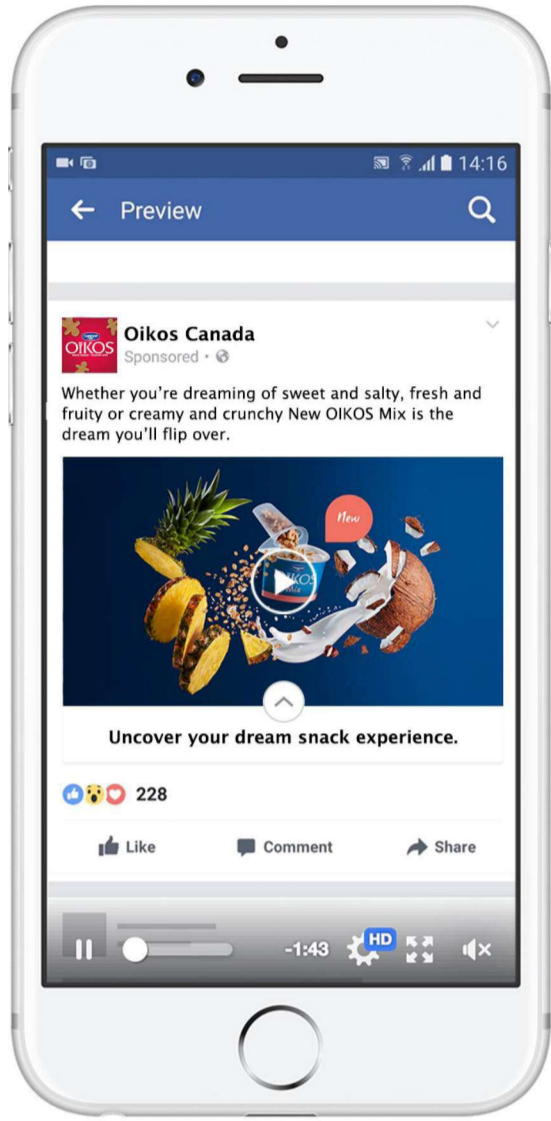 14:16
Preview
OIKOS
Oikos Canada
Sponsored
Whether you're dreaming of sweet and salty, fresh and
fruity or creamy and crunchy New OIKOS Mix is the
dream you'll flip over.
New
OIKOS
Mix
Uncover your dream snack experience.
228
Like Comment Share
-1:43 HD